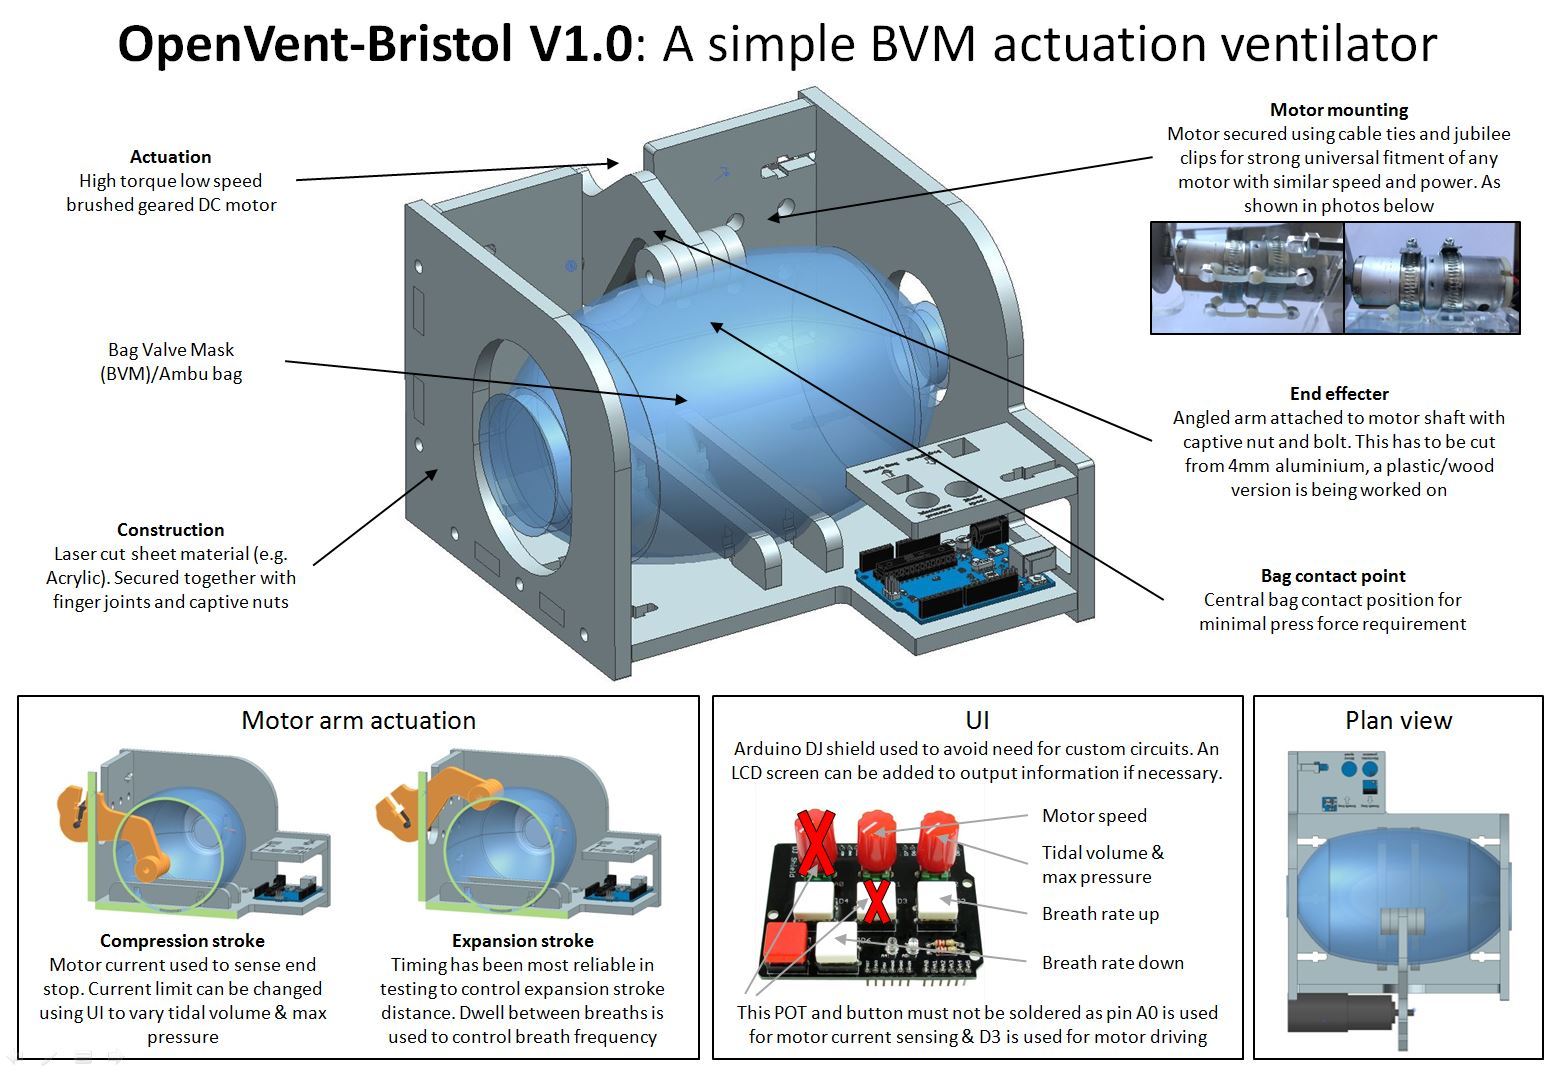 OpenVent-Bristol V1.0: A simple BVM actuation ventilator
Actuation
High torque low speed
brushed geared DC motor
Bag Valve Mask
(BVM)/Ambu bag
Construction
Laser cut sheet material (e.g.
Acrylic). Secured together with
finger joints and captive nuts
Motor mounting
Motor secured using cable ties and jubilee
clips for strong universal fitment of any
motor with similar speed and power. As
shown in photos below
End effecter
Angled arm attached to motor shaft with
captive nut and bolt. This has to be cut
from 4mm aluminium, a plastic/wood
version is being worked on
Bag contact point
Central bag contact position for
minimal press force requirement
Motor arm actuation
Compression stroke
Motor current used to sense end
stop. Current limit can be changed
using UI to vary tidal volume & max
pressure
Expansion stroke
Timing has been most reliable in
testing to control expansion stroke
distance. Dwell between breaths is
used to control breath frequency
UI
Arduino DJ shield used to avoid need for custom circuits. An
LCD screen can be added to output information if necessary.
Motor speed
Tidal volume &
max pressure
Breath rate up
Breath rate down
D4
D3
This POT and button must not be soldered as pin A0 is used
for motor current sensing & D3 is used for motor driving
Plan view